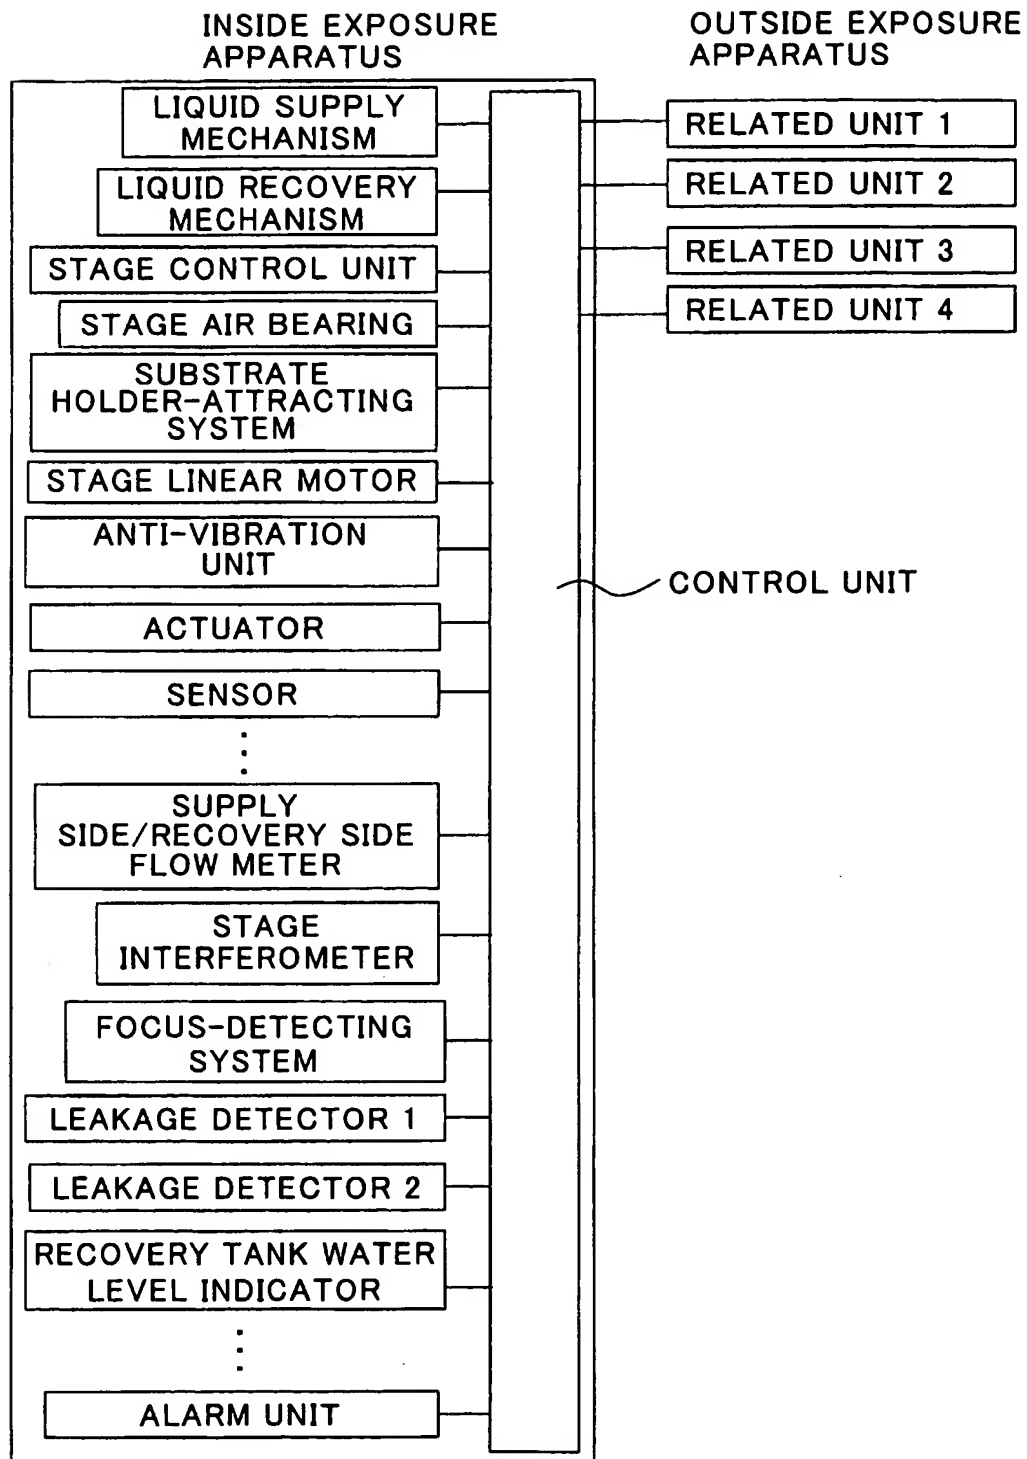 INSIDE EXPOSURE
APPARATUS
OUTSIDE EXPOSURE
APPARATUS
LIQUID SUPPLY
MECHANISM
LIQUID RECOVERY
MECHANISM
STAGE CONTROL UNIT
STAGE AIR BEARING
SUBSTRATE
HOLDER-ATTRACTING
SYSTEM
STAGE LINEAR MOTOR
ANTI-VIBRATION
UNIT
ACTUATOR
SENSOR
SUPPLY
SIDE/RECOVERY SIDE
FLOW METER
STAGE
INTERFEROMETER
FOCUS-DETECTING
SYSTEM
LEAKAGE DETECTOR 1
LEAKAGE DETECTOR 2
RECOVERY TANK WATER
LEVEL INDICATOR
ALARM UNIT
RELATED UNIT 1
RELATED UNIT 2
RELATED UNIT 3
RELATED UNIT 4
CONTROL UNIT